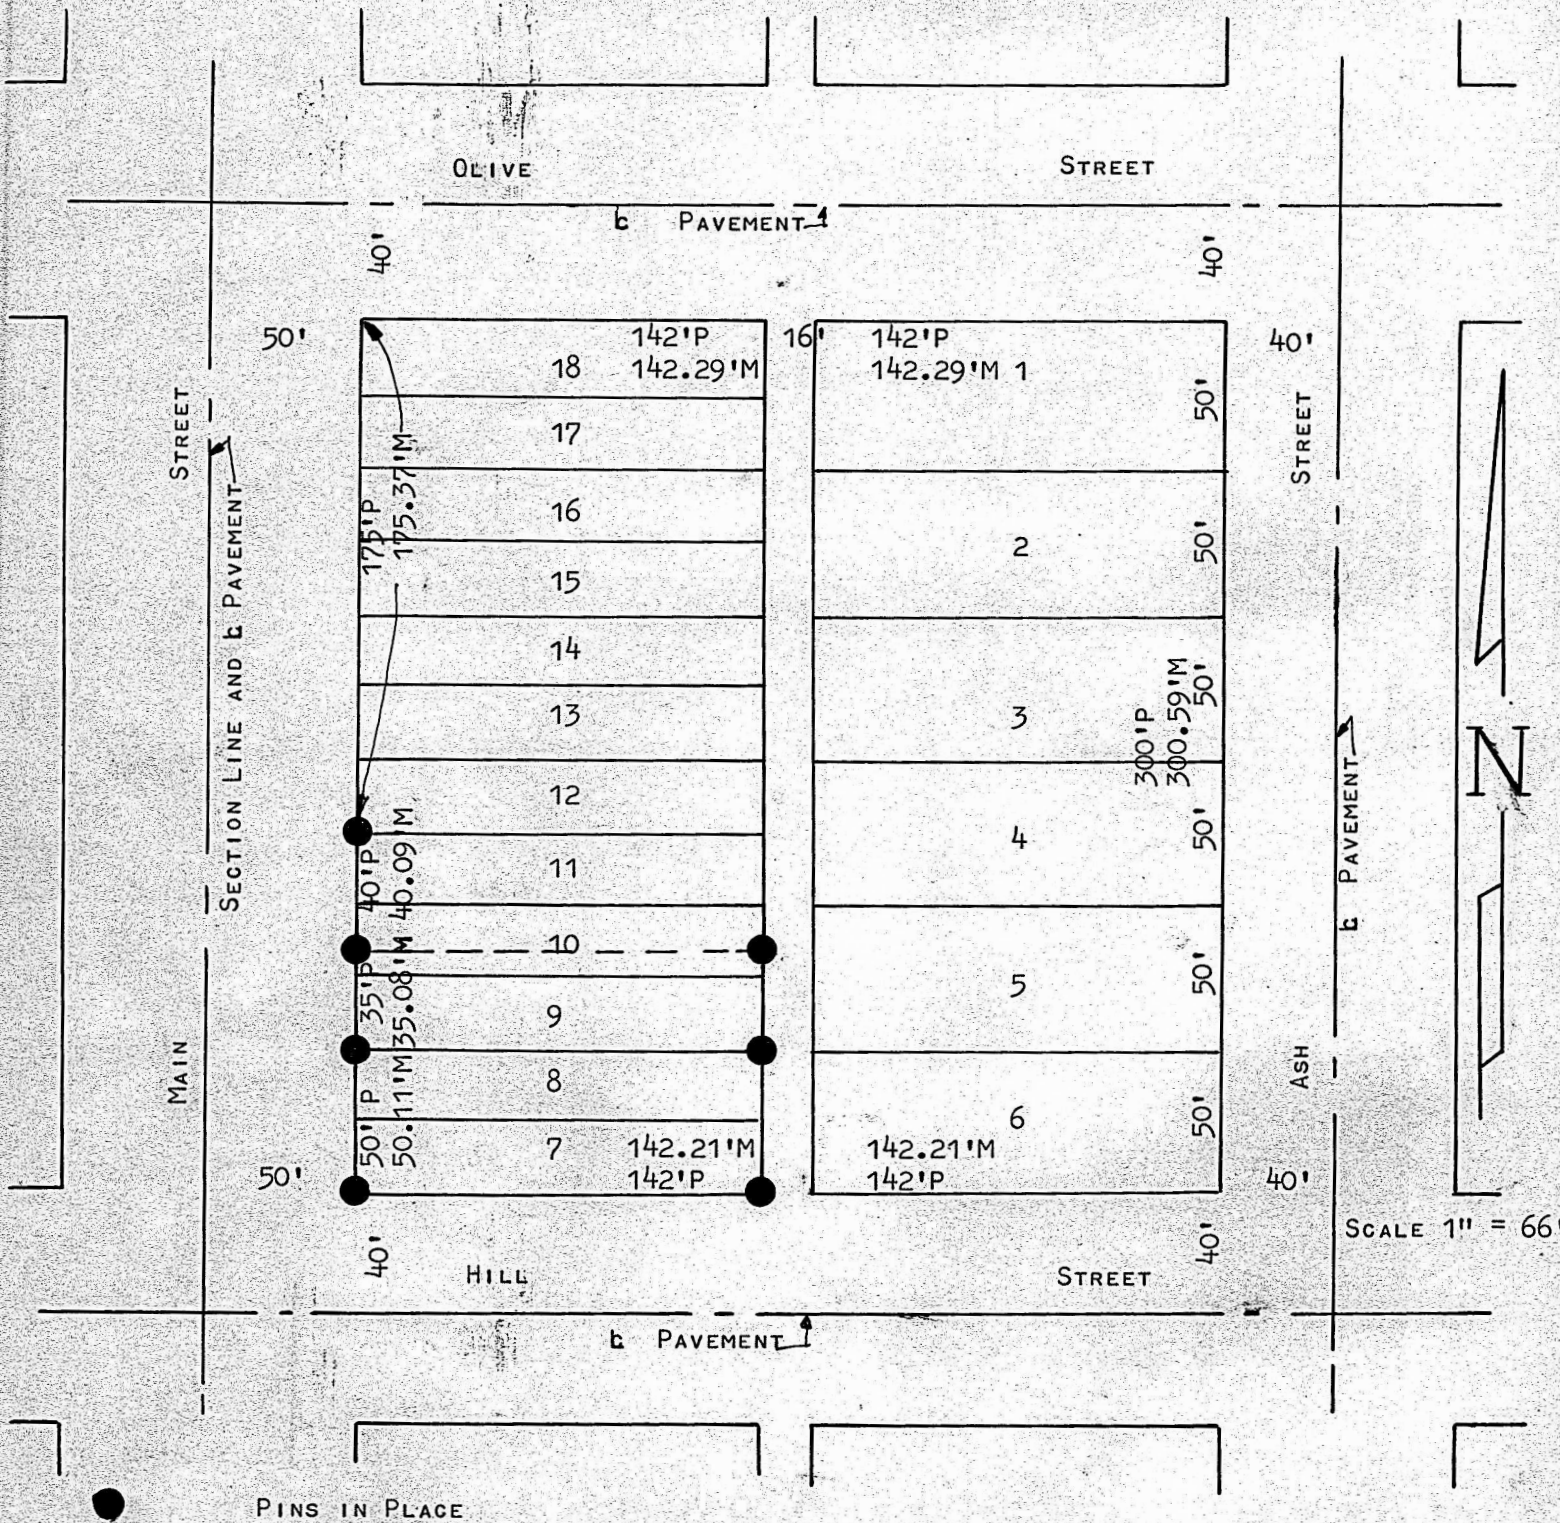 OLIVE STREET
℄ PAVEMENT
40' 40'
50' 142'P 16' 142'P 40'
18 142.29'M 142.29'M 1
50'
STREET
STREET
17
175'P
175.37'M
16
2
50'
15
SECTION LINE AND ℄ PAVEMENT
14
13
3
50'
300'P
300.59'M
N
12
4
50'
℄ PAVEMENT
11
40'P
40.09'M
10
35'P
35.08'M
5
50'
9
MAIN
ASH
8
50' P
50.11'M
6
50'
7 142.21'M 142.21'M
50' 142'P 142'P 40'
SCALE 1" = 66'
40' 40'
HILL STREET
℄ PAVEMENT
PINS IN PLACE